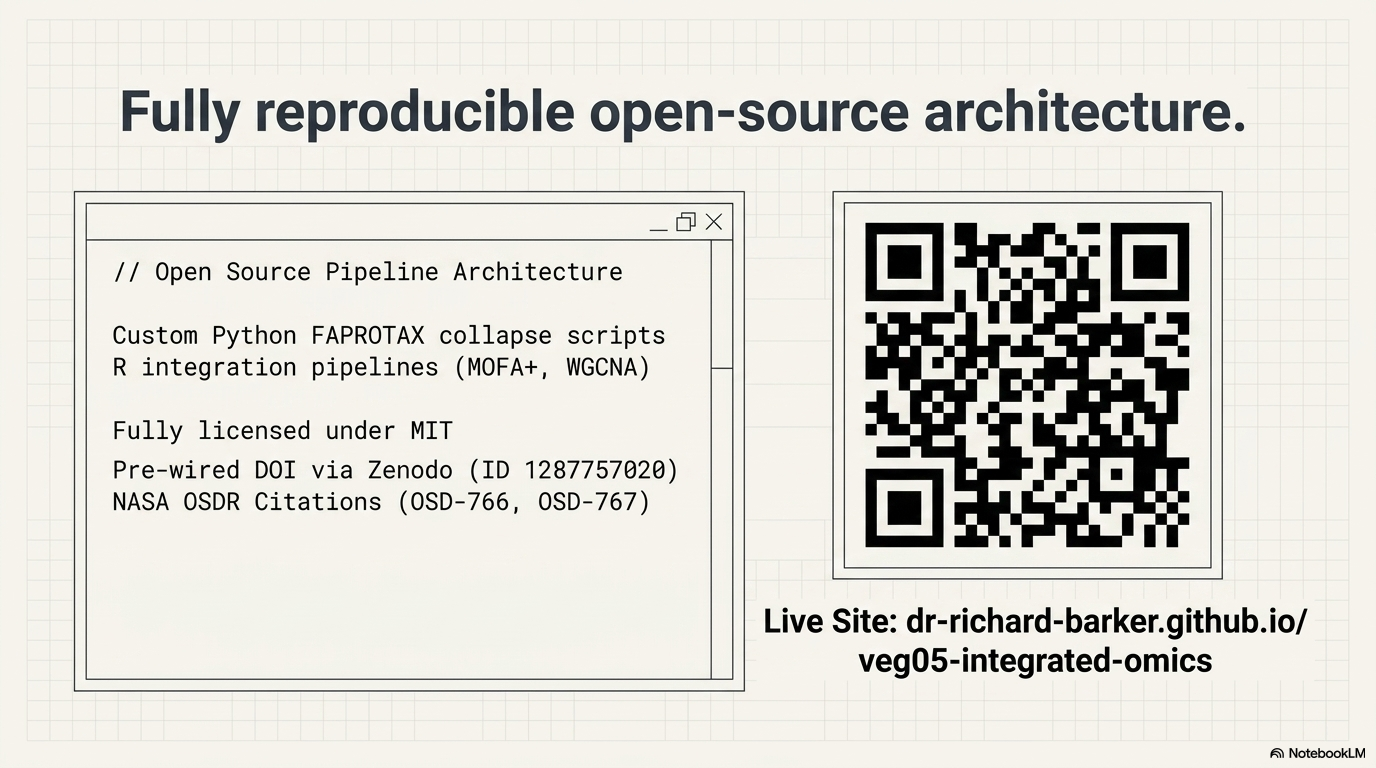 Fully reproducible open-source architecture.
// Open Source Pipeline Architecture
Custom Python FAPROTAX collapse scripts
R integration pipelines (MOFA+, WGCNA)
Fully licensed under MIT
Pre-wired DOI via Zenodo (ID 1287757020)
NASA OSDR Citations (OSD-766, OSD-767)
Live Site: dr-richard-barker.github.io/
veg05-integrated-omics
NotebookLM